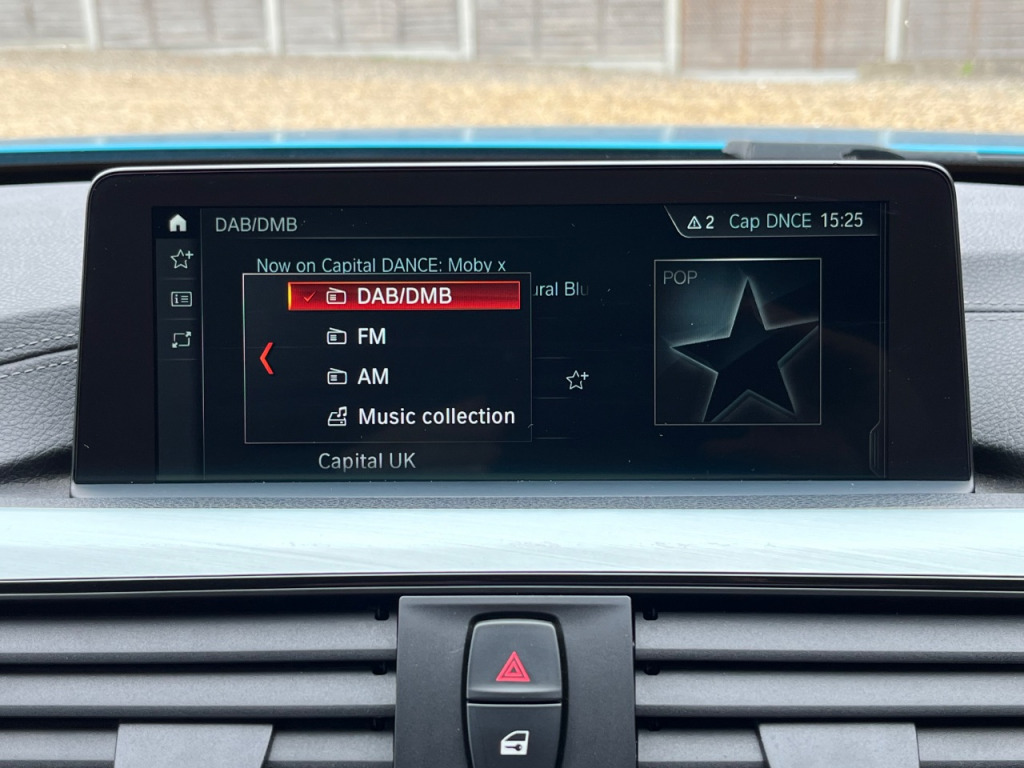 DAB/DMB
2 Cap DNCE 15:25
Now on Capital DANCE: Moby x
ural Blu
POP
DAB/DMB
FM
AM
Music collection
Capital UK